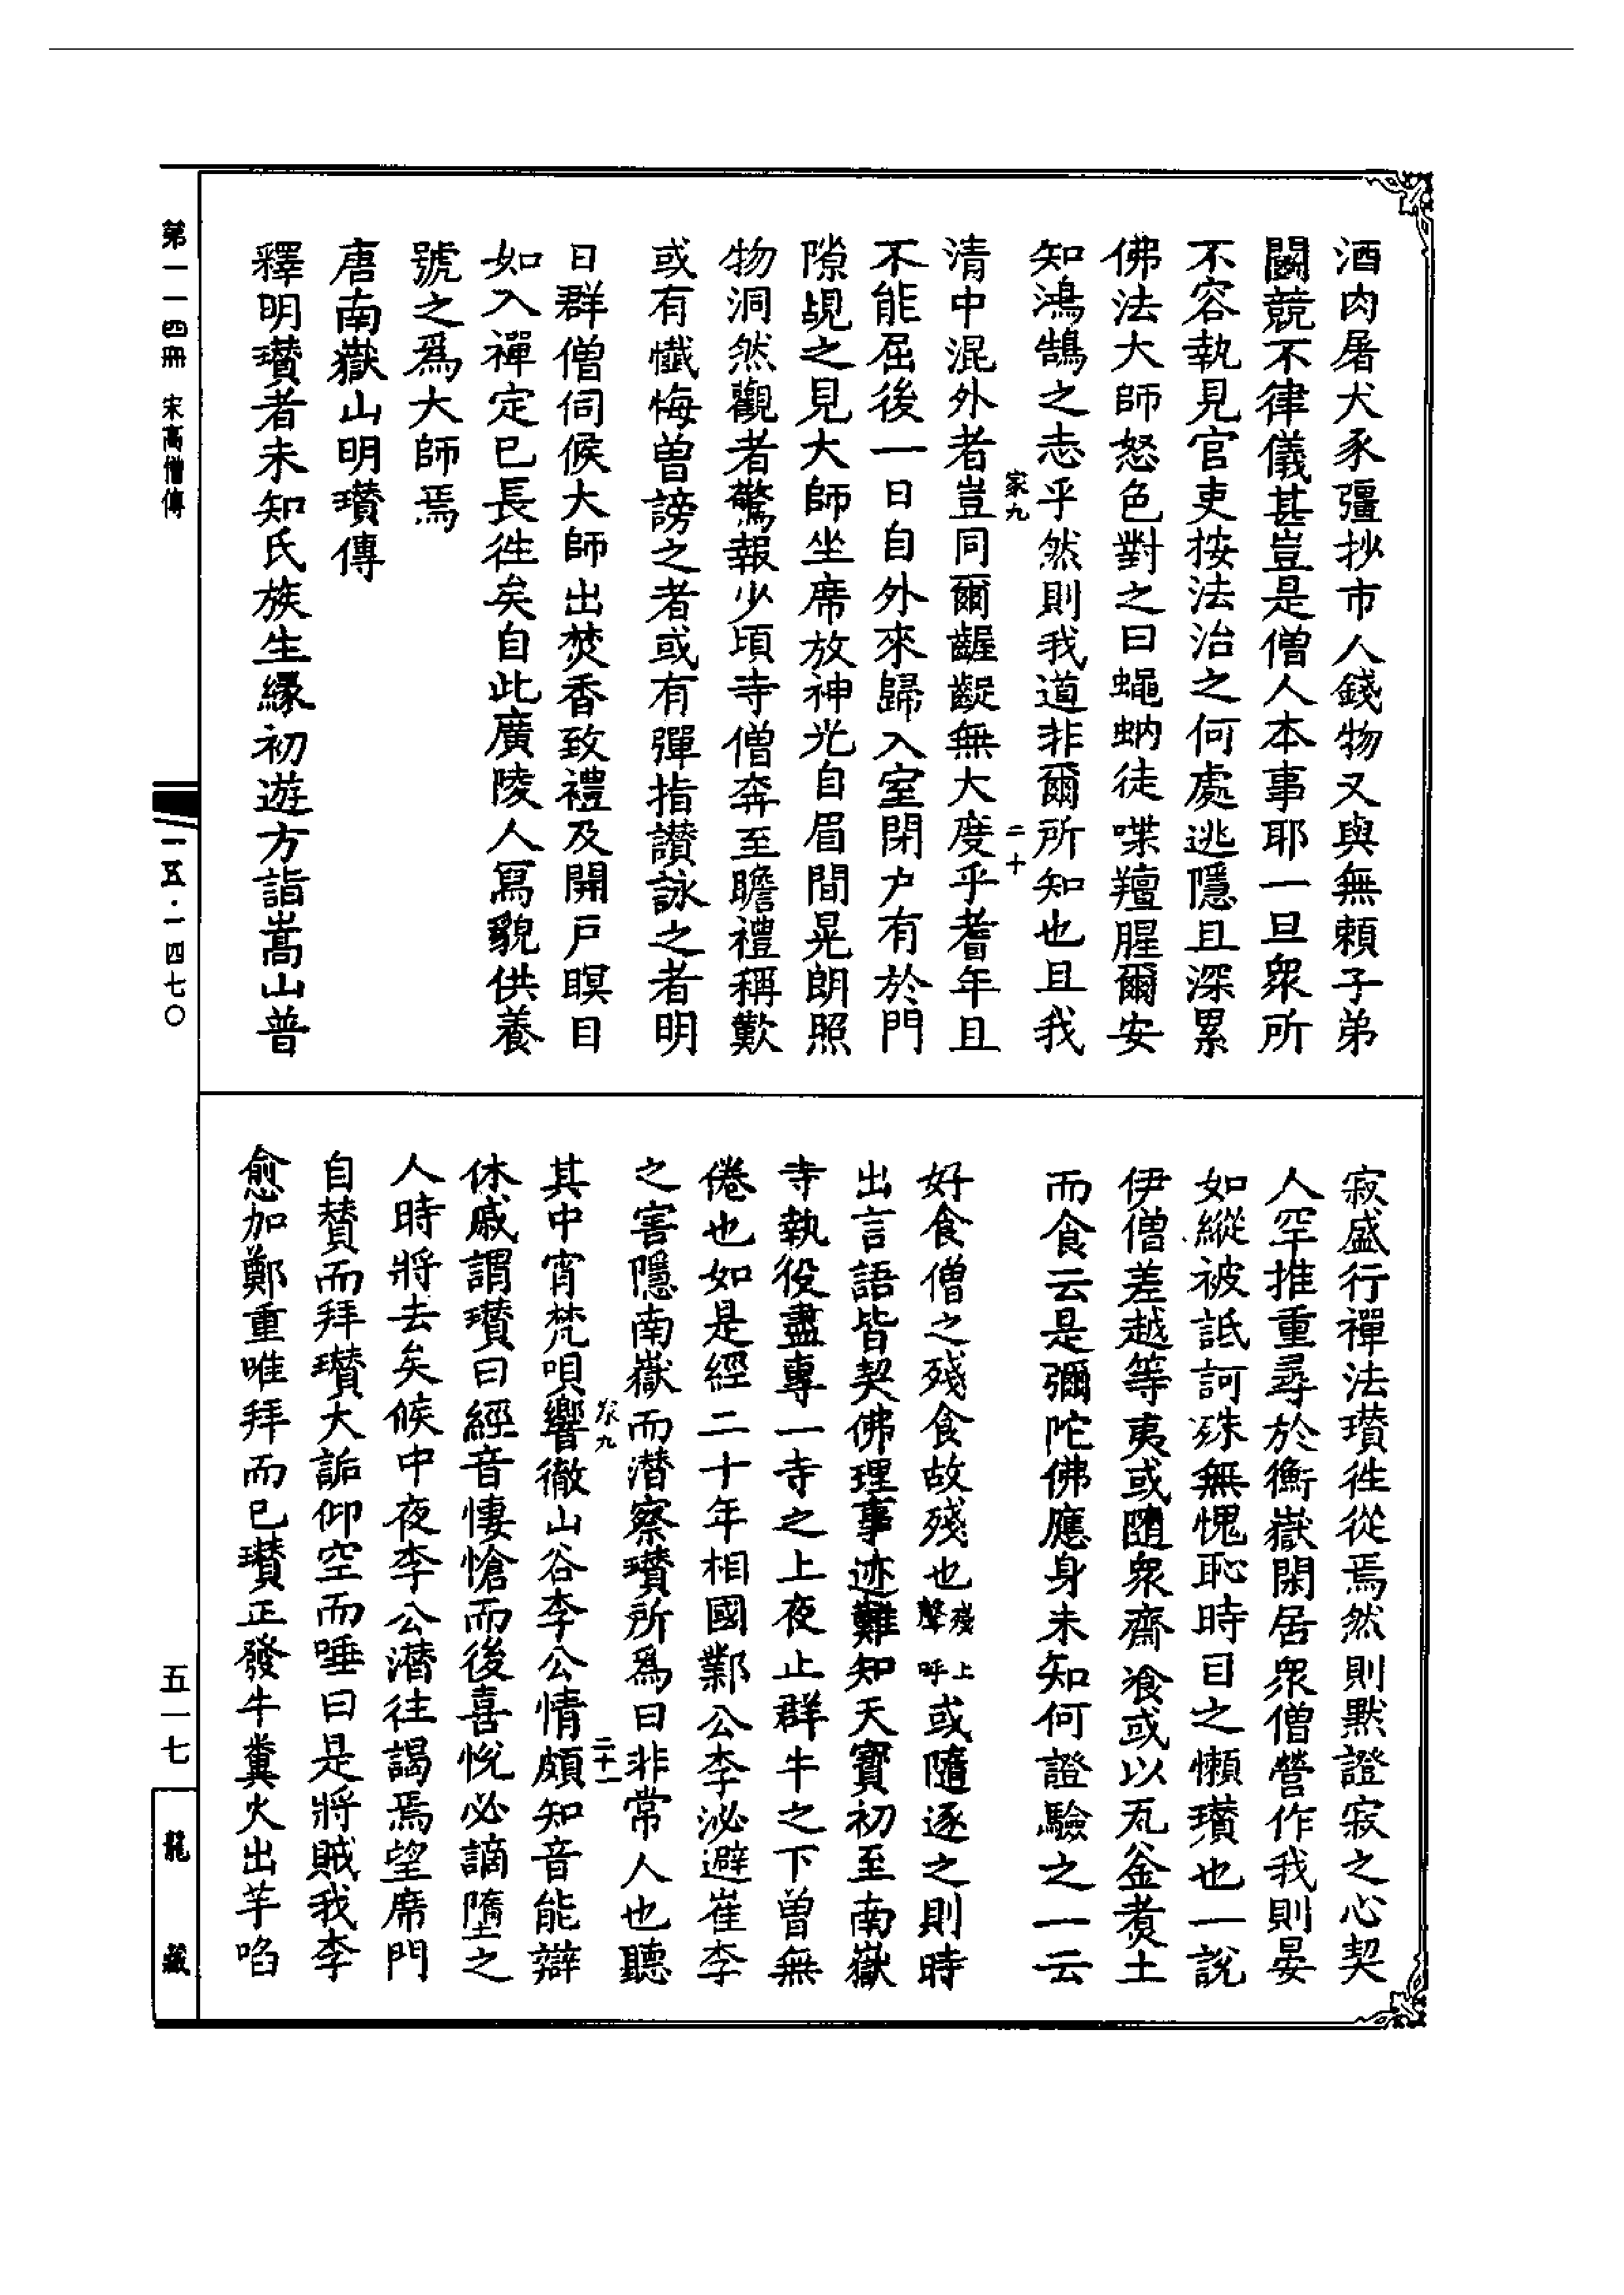 酒肉屠犬豕彊抄市人錢物又與無賴子弟
鬬競不律儀甚豈是僧人本事耶一旦衆所
不容執見官吏按法治之何處逃隱且深累
佛法大師怒色對之曰蠅蚋徒喋羶腥爾安
知鴻鵠之志乎然則我道非爾所知也且我
家九 二十
清中混外者豈同爾齷齪無大度乎耆年且
不能屈後一日自外來歸入室閉户有於門
隙覘之見大師坐席放神光自眉間晃朗照
物洞然觀者驚報少頃寺僧奔至瞻禮稱歎
或有懺悔曾謗之者或有彈指讃詠之者明
日群僧伺候大師出焚香致禮及開戸瞑目
如入禪定已長徃矣自此廣陵人寫貌供養
號之爲大師焉
唐南嶽山明瓚傳
釋明瓚者未知氏族生縁初遊方詣嵩山普
寂盛行禪法瓚徃從焉然則默證寂之心契
人罕推重尋於衡嶽閑居衆僧營作我則晏
如縱被詆訶殊無愧恥時目之懶瓚也一説
伊僧差越等夷或隨衆齋飡或以瓦釜煑土
而食云是彌陀佛應身未知何證驗之一云
好食僧之殘食故殘也殘上聲呼或隨逐之則時
出言語皆契佛理事迹難知天寳初至南嶽
寺執役盡專一寺之上夜止群牛之下曾無
倦也如是經二十年相國鄴公李泌避崔李
之害隱南嶽而潛察瓚所爲曰非常人也聽
家九 二十一
其中宵梵唄響徹山谷李公情頗知音能辯
休戚謂瓚曰經音悽愴而後喜悅必謫墮之
人時將去矣候中夜李公潛往謁焉望席門
自贊而拜瓚大詬仰空而唾曰是將賊我李
愈加鄭重唯拜而已瓚正發牛糞火出芋啗
第一一四冊 宋高僧傳
一五·一四七〇
五一七
龍藏